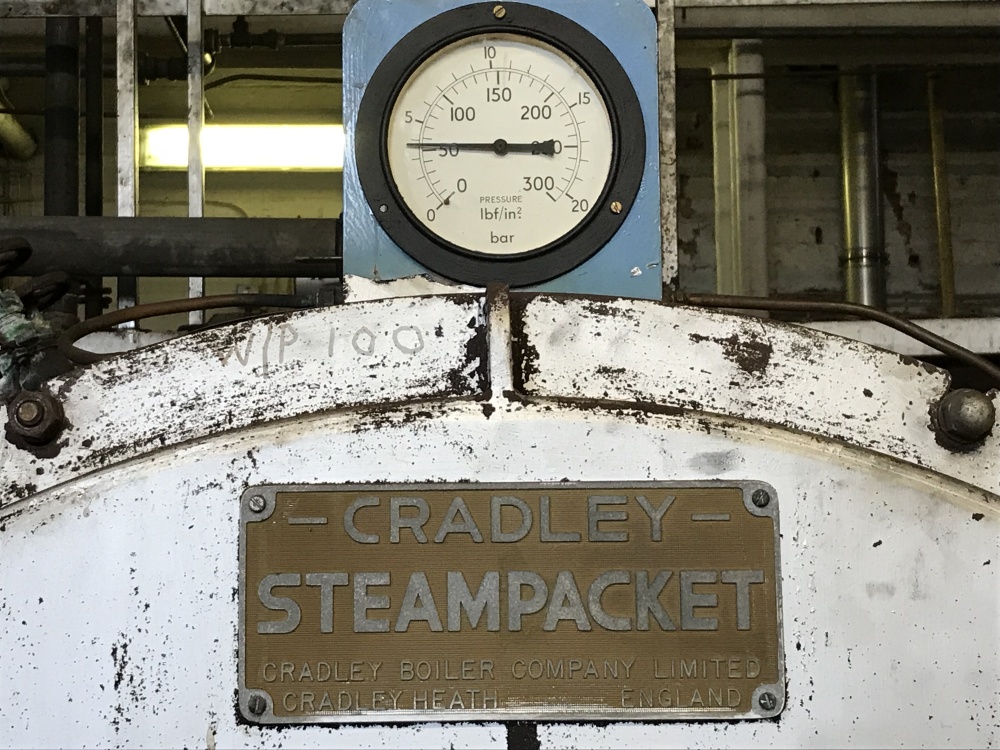 10
150
5
15
100
200
50
0
300
0
20
PRESSURE
lbf/in²
bar
W/P 100
— CRADLEY —
STEAMPACKET
CRADLEY BOILER COMPANY LIMITED
CRADLEY HEATH ENGLAND